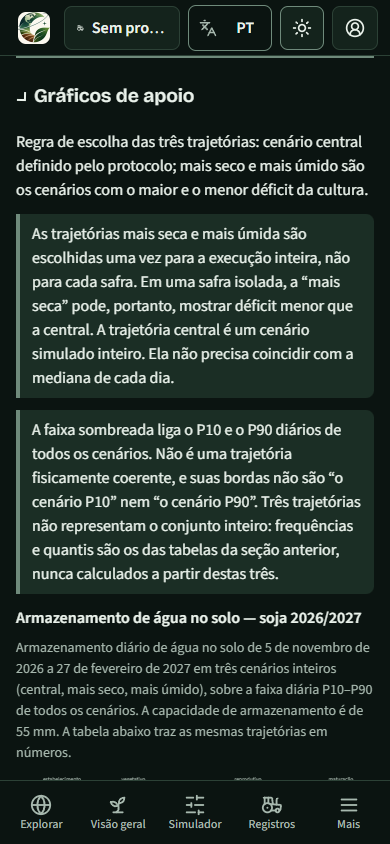 Sem pro...
PT
Gráficos de apoio
Regra de escolha das três trajetórias: cenário central
definido pelo protocolo; mais seco e mais úmido são
os cenários com o maior e o menor déficit da cultura.
As trajetórias mais seca e mais úmida são
escolhidas uma vez para a execução inteira, não
para cada safra. Em uma safra isolada, a “mais
seca” pode, portanto, mostrar déficit menor que
a central. A trajetória central é um cenário
simulado inteiro. Ela não precisa coincidir com a
mediana de cada dia.
A faixa sombreada liga o P10 e o P90 diários de
todos os cenários. Não é uma trajetória
fisicamente coerente, e suas bordas não são “o
cenário P10” nem “o cenário P90”. Três trajetórias
não representam o conjunto inteiro: frequências
e quantis são os das tabelas da seção anterior,
nunca calculados a partir destas três.
Armazenamento de água no solo — soja 2026/2027
Armazenamento diário de água no solo de 5 de novembro de
2026 a 27 de fevereiro de 2027 em três cenários inteiros
(central, mais seco, mais úmido), sobre a faixa diária P10–P90
de todos os cenários. A capacidade de armazenamento é de
55 mm. A tabela abaixo traz as mesmas trajetórias em
números.
estabelecimento vegetativo reprodutivo maturação
Explorar Visão geral Simulador Registros Mais